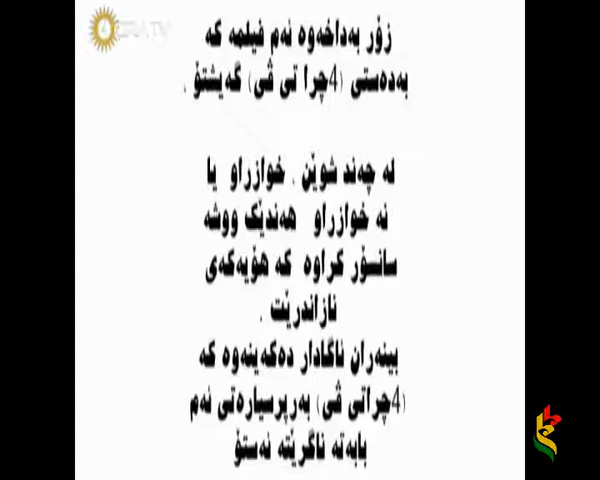 زۆر بەداخەوە ئەم فیلمە کە
بەدەستی (4چرا تی ڤی) گەیشتۆ .
لە چەند شوێن . خوازراو یا
نە خوازراو هەندێک ووشە
سانسۆر کراوە کە هۆیەکەی
نازاندرێت .
بینەران ئاگادار دەکەینەوە کە
(4چراتی ڤی) بەرپرسیارەتی ئەم
بابەتە ناگرێتە ئەستۆ